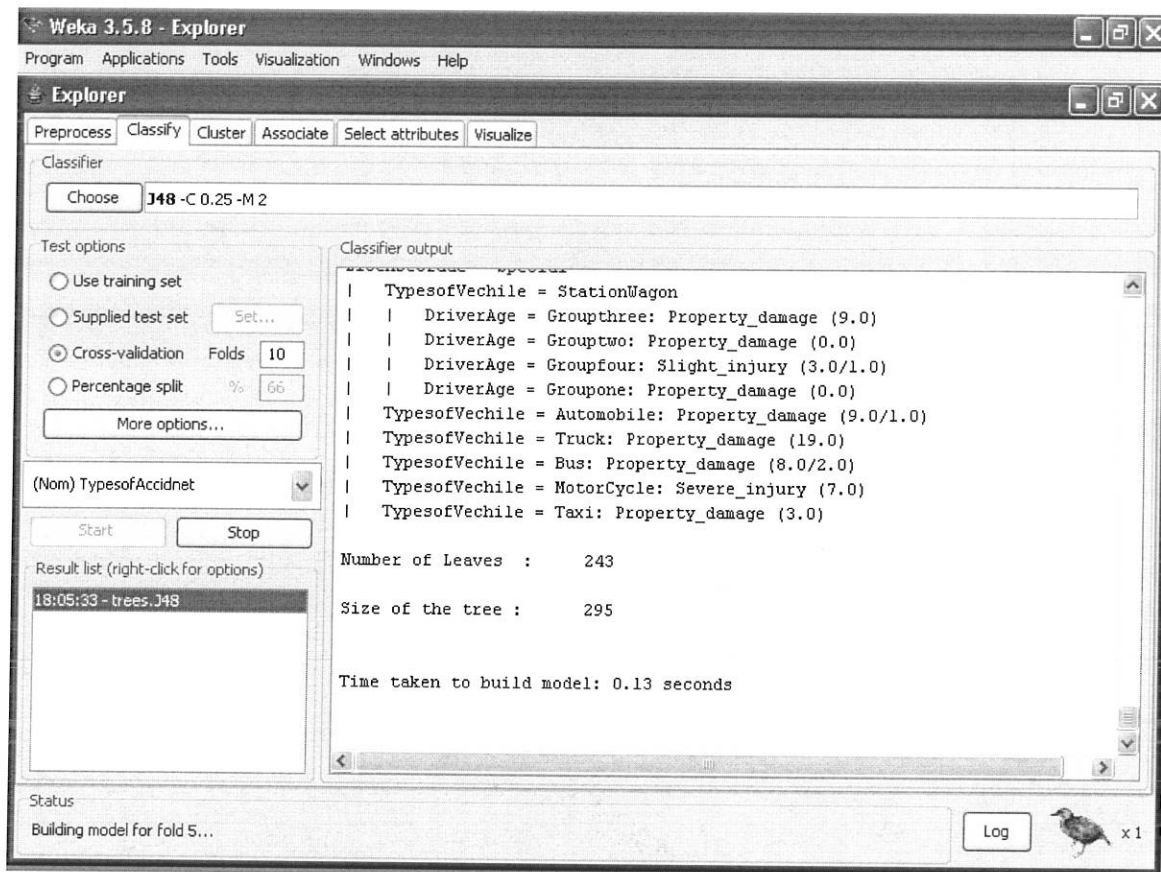 Weka 3.5.8 - Explorer
Program Applications Tools Visualization Windows Help
Explorer
Preprocess Classify Cluster Associate Select attributes Visualize
Classifier
Choose J48 -C 0.25 -M 2
Test options
Use training set
Supplied test set Set...
Cross-validation Folds 10
Percentage split % 66
More options...
(Nom) TypesofAccidnet
Start Stop
Result list (right-click for options)
18:05:33 - trees.J48
Classifier output
| TypesofVechile = StationWagon
| | DriverAge = Groupthree: Property_damage (9.0)
| | DriverAge = Grouptwo: Property_damage (0.0)
| | DriverAge = Groupfour: Slight_injury (3.0/1.0)
| | DriverAge = Groupone: Property_damage (0.0)
| TypesofVechile = Automobile: Property_damage (9.0/1.0)
| TypesofVechile = Truck: Property_damage (19.0)
| TypesofVechile = Bus: Property_damage (8.0/2.0)
| TypesofVechile = MotorCycle: Severe_injury (7.0)
| TypesofVechile = Taxi: Property_damage (3.0)
Number of Leaves : 243
Size of the tree : 295
Time taken to build model: 0.13 seconds
Status
Building model for fold 5...
Log x 1